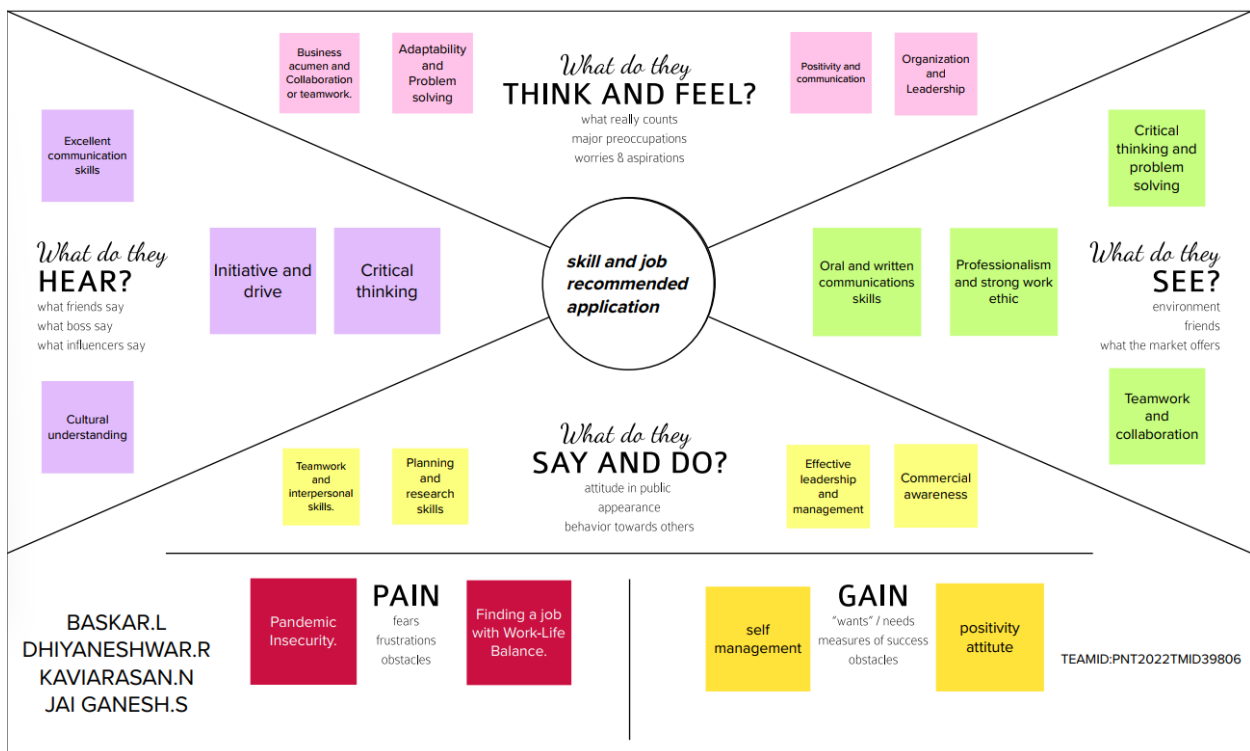 Business
acumen and
Collaboration
or teamwork.
Adaptability
and
Problem
solving
What do they
THINK AND FEEL?
what really counts
major preoccupations
worries & aspirations
Positivity and
communication
Organization
and
Leadership
Excellent
communication
skills
What do they
HEAR?
what friends say
what boss say
what influencers say
Initiative and
drive
Critical
thinking
Cultural
understanding
skill and job
recommended
application
Critical
thinking and
problem
solving
Oral and written
communications
skills
Professionalism
and strong work
ethic
What do they
SEE?
environment
friends
what the market offers
Teamwork
and
collaboration
Teamwork
and
interpersonal
skills.
Planning
and
research
skills
What do they
SAY AND DO?
attitude in public
appearance
behavior towards others
Effective
leadership
and
management
Commercial
awareness
BASKAR.L
DHIYANESHWAR.R
KAVIARASAN.N
JAI GANESH.S
Pandemic
Insecurity.
PAIN
fears
frustrations
obstacles
Finding a job
with Work-Life
Balance.
self
management
GAIN
"wants" / needs
measures of success
obstacles
positivity
attitute
TEAMID:PNT2022TMID39806